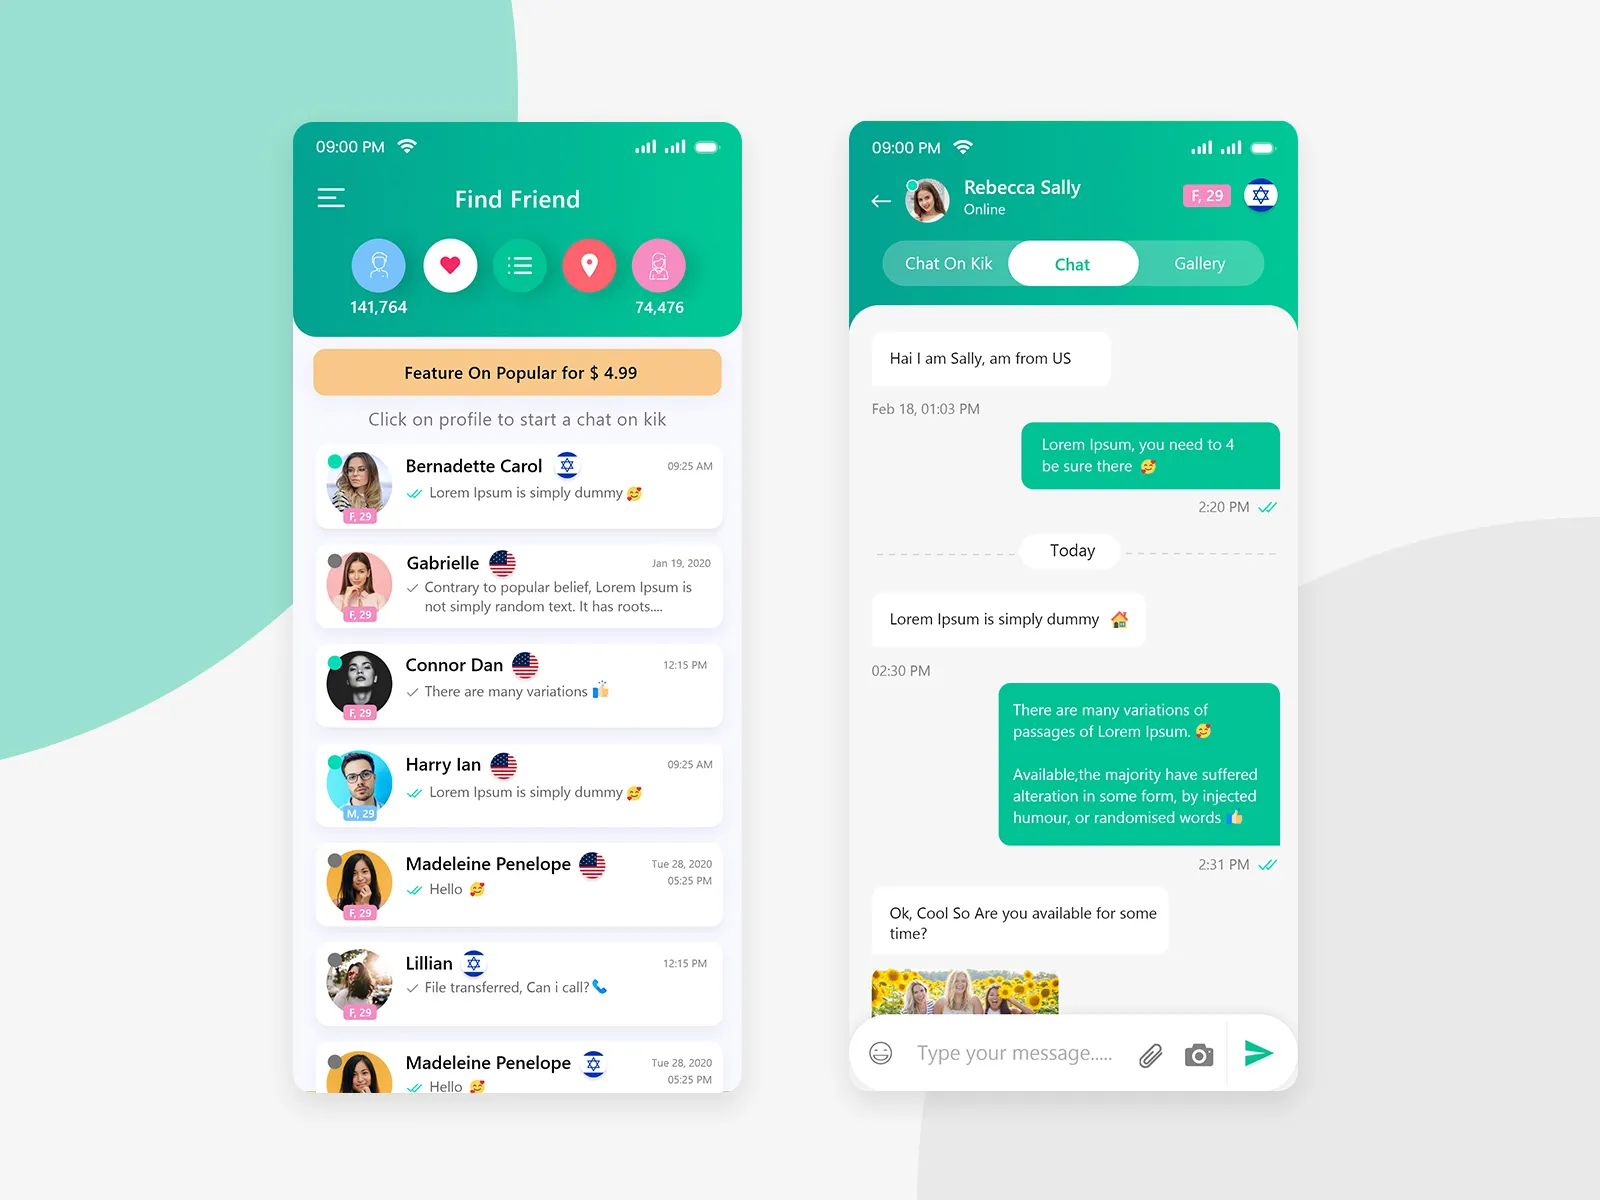 09:00 PM
Find Friend
141,764
74,476
Feature On Popular for $ 4.99
Click on profile to start a chat on kik
Bernadette Carol
09:25 AM
Lorem Ipsum is simply dummy 🥰
F, 29
Gabrielle
Jan 19, 2020
Contrary to popular belief, Lorem Ipsum is
not simply random text. It has roots....
F, 29
Connor Dan
12:15 PM
There are many variations 👍
F, 29
Harry Ian
09:25 AM
Lorem Ipsum is simply dummy 🥰
M, 29
Madeleine Penelope
Tue 28, 2020
05:25 PM
Hello 🥰
F, 29
Lillian
12:15 PM
File transferred, Can i call? 📞
F, 29
Madeleine Penelope
Tue 28, 2020
05:25 PM
Hello 🥰
09:00 PM
Rebecca Sally
Online
F, 29
Chat On Kik
Chat
Gallery
Hai I am Sally, am from US
Feb 18, 01:03 PM
Lorem Ipsum, you need to 4
be sure there 🥰
2:20 PM
Today
Lorem Ipsum is simply dummy 🏠
02:30 PM
There are many variations of
passages of Lorem Ipsum. 🥰
Available,the majority have suffered
alteration in some form, by injected
humour, or randomised words 👍
2:31 PM
Ok, Cool So Are you available for some
time?
Type your message.....